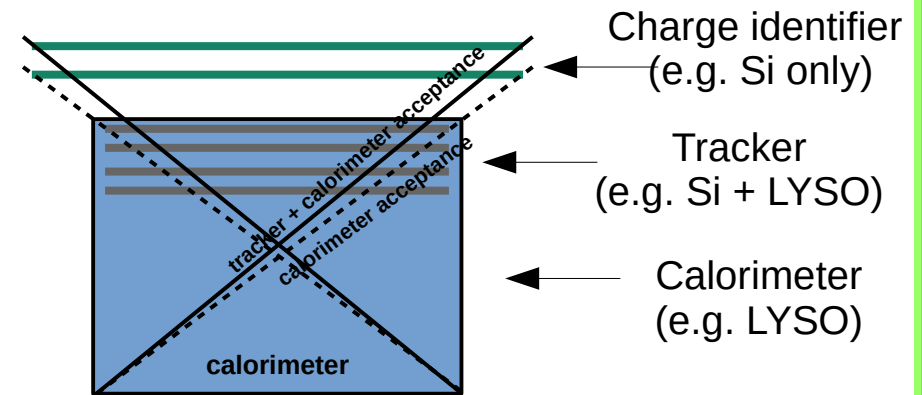 Charge identifier
(e.g. Si only)
tracker + calorimeter acceptance
calorimeter acceptance
Tracker
(e.g. Si + LYSO)
Calorimeter
(e.g. LYSO)
calorimeter